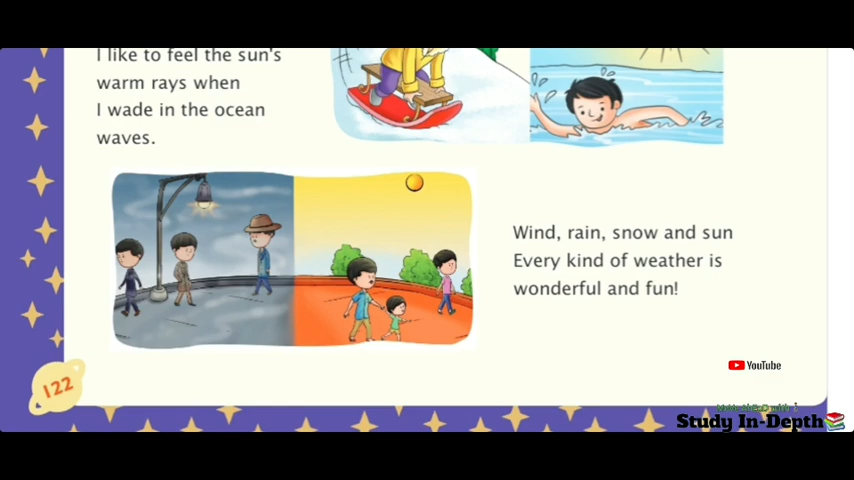 I like to feel the sun's
warm rays when
I wade in the ocean
waves.
Wind, rain, snow and sun
Every kind of weather is
wonderful and fun!
YouTube
122
Study In-Depth